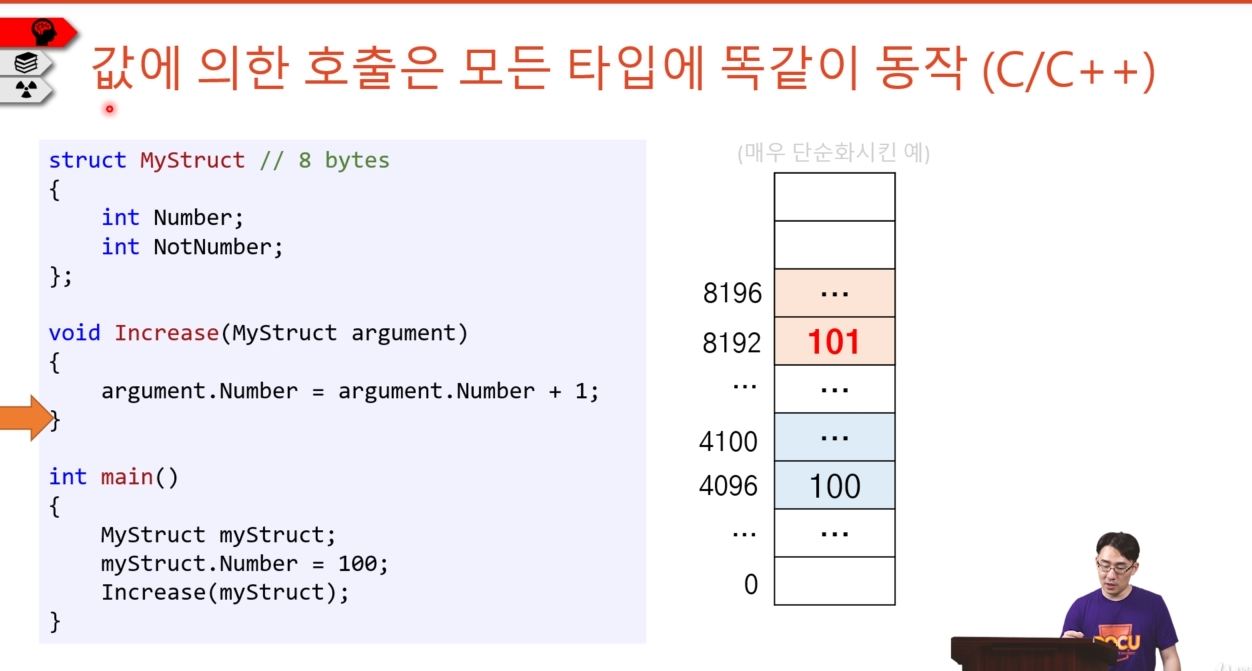 값에 의한 호출은 모든 타입에 똑같이 동작 (C/C++)
struct MyStruct // 8 bytes
{
    int Number;
    int NotNumber;
};
void Increase(MyStruct argument)
{
    argument.Number = argument.Number + 1;
}
int main()
{
    MyStruct myStruct;
    myStruct.Number = 100;
    Increase(myStruct);
}
(매우 단순화시킨 예)
8196 ...
8192 101
... ...
4100 ...
4096 100
... ...
0
POCU